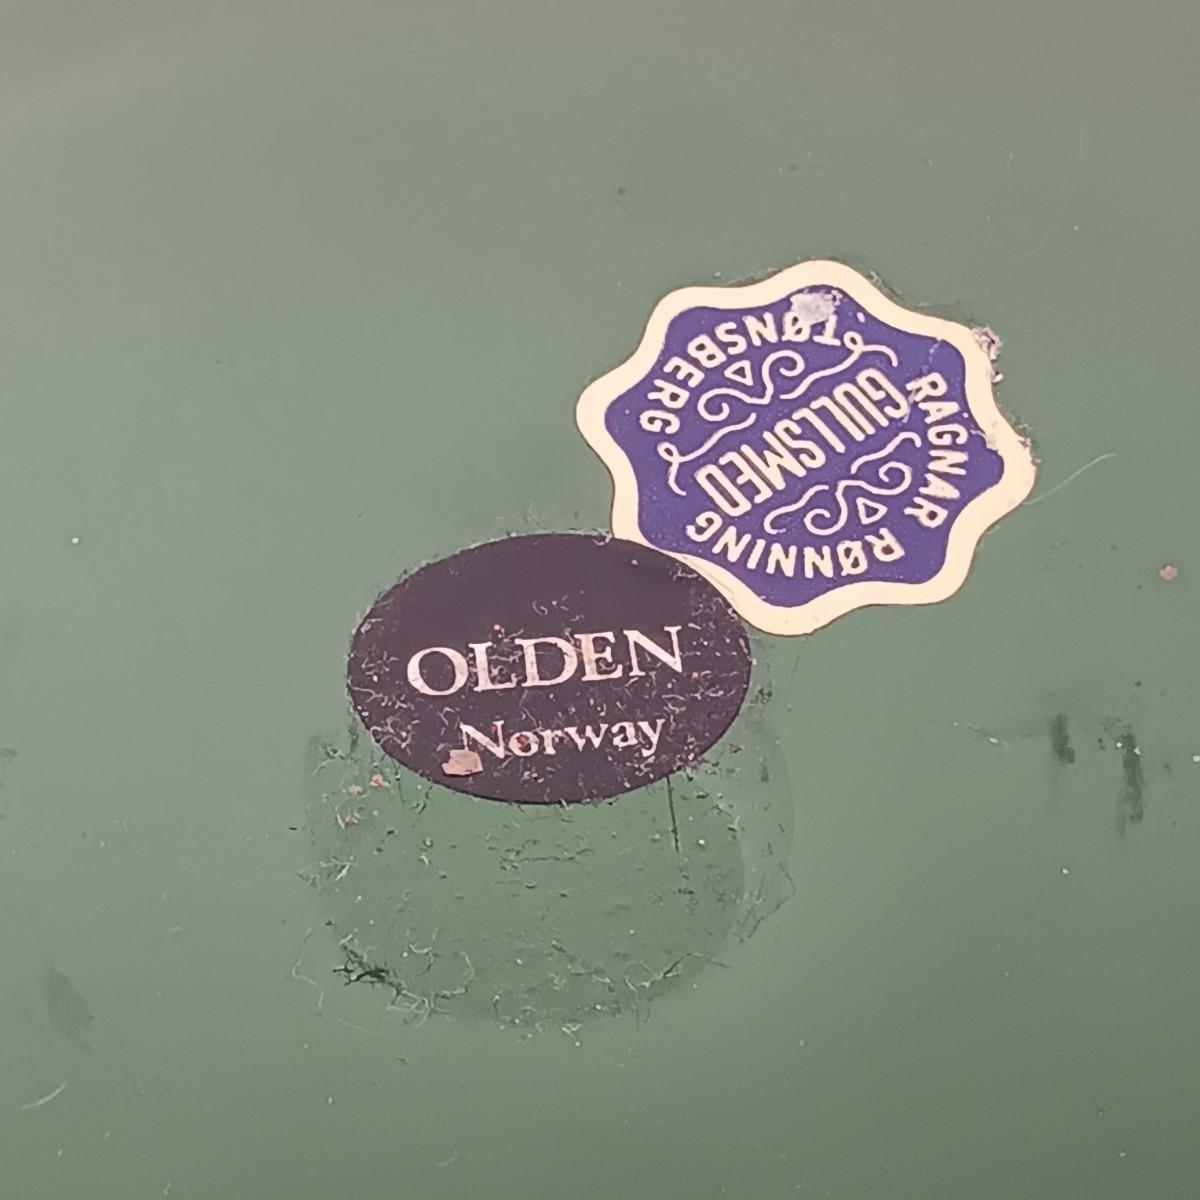 RAGNAR RØNNING
GULLSMED
TØNSBERG
OLDEN
Norway